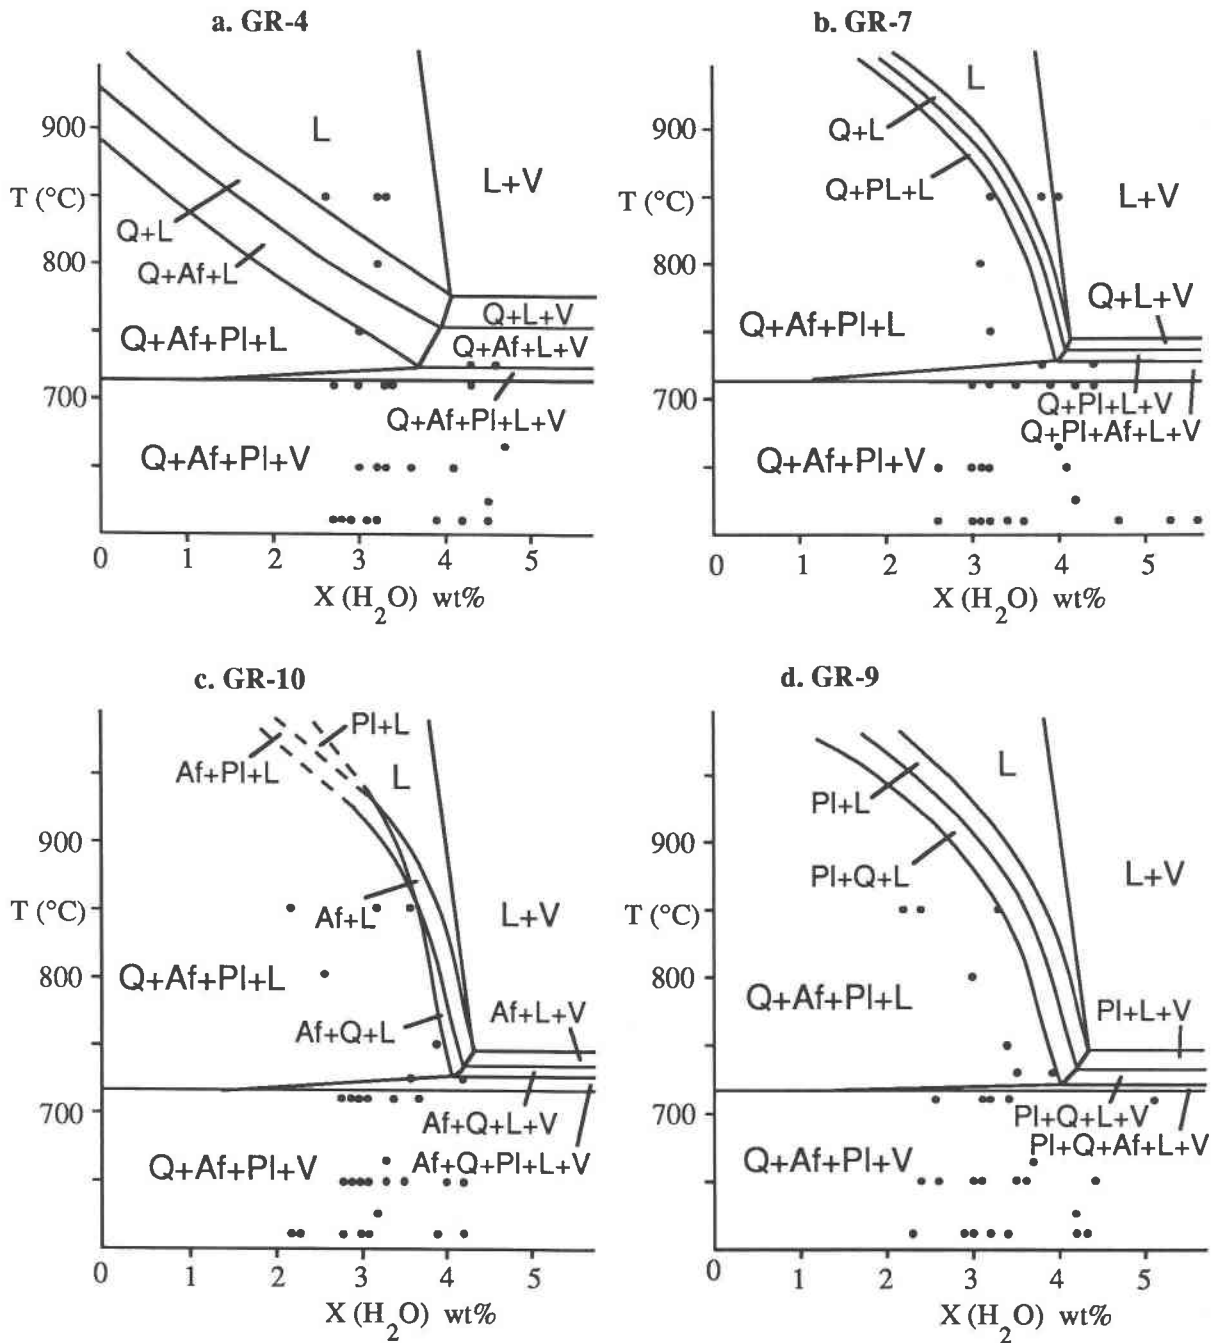 a. GR-4
L
900
T (°C)
L+V
Q+L
800
Q+Af+L
Q+L+V
Q+Af+Pl+L
Q+Af+L+V
700
Q+Af+Pl+L+V
Q+Af+Pl+V
0 1 2 3 4 5
X (H2O) wt%
b. GR-7
L
900
Q+L
Q+PL+L
T (°C)
L+V
800
Q+L+V
Q+Af+Pl+L
700
Q+Pl+L+V
Q+Pl+Af+L+V
Q+Af+Pl+V
0 1 2 3 4 5
X (H2O) wt%
c. GR-10
Pl+L
Af+Pl+L
L
900
T (°C)
Af+L
L+V
800
Q+Af+Pl+L
Af+L+V
Af+Q+L
700
Af+Q+L+V
Q+Af+Pl+V
Af+Q+Pl+L+V
0 1 2 3 4 5
X (H2O) wt%
d. GR-9
L
Pl+L
900
Pl+Q+L
L+V
T (°C)
800
Q+Af+Pl+L
Pl+L+V
700
Pl+Q+L+V
Pl+Q+Af+L+V
Q+Af+Pl+V
0 1 2 3 4 5
X (H2O) wt%